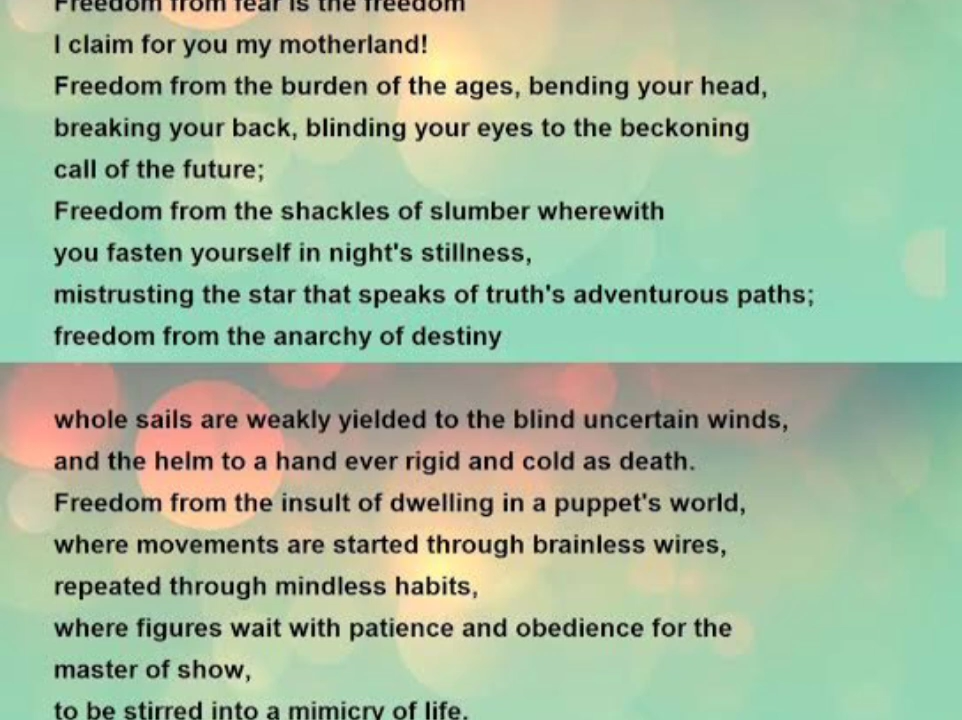 Freedom from fear is the freedom
I claim for you my motherland!
Freedom from the burden of the ages, bending your head,
breaking your back, blinding your eyes to the beckoning
call of the future;
Freedom from the shackles of slumber wherewith
you fasten yourself in night's stillness,
mistrusting the star that speaks of truth's adventurous paths;
freedom from the anarchy of destiny
whole sails are weakly yielded to the blind uncertain winds,
and the helm to a hand ever rigid and cold as death.
Freedom from the insult of dwelling in a puppet's world,
where movements are started through brainless wires,
repeated through mindless habits,
where figures wait with patience and obedience for the
master of show,
to be stirred into a mimicry of life.